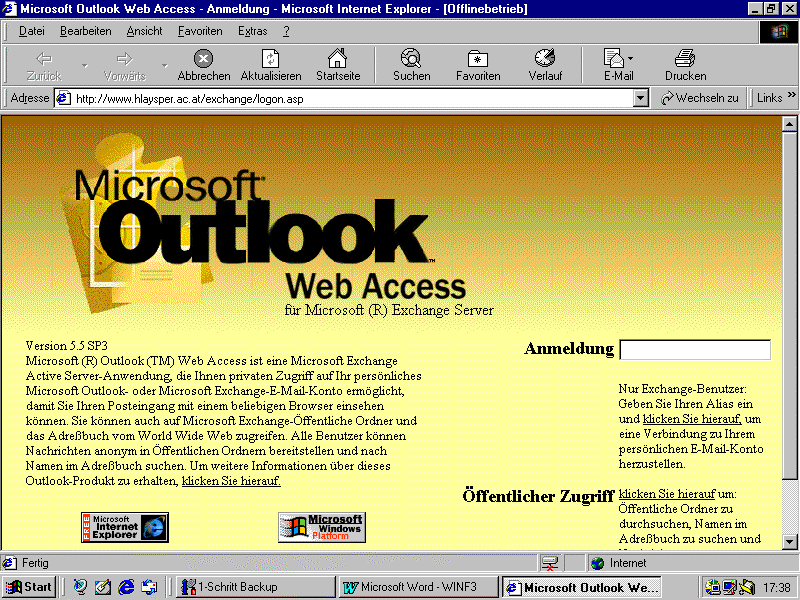 Microsoft Outlook Web Access - Anmeldung - Microsoft Internet Explorer - [Offlinebetrieb]
Datei Bearbeiten Ansicht Favoriten Extras ?
Zurück Vorwärts Abbrechen Aktualisieren Startseite Suchen Favoriten Verlauf E-Mail Drucken
Adresse http://www.hlaysper.ac.at/exchange/logon.asp Wechseln zu Links »
Microsoft
Outlook™
Web Access
für Microsoft (R) Exchange Server
Version 5.5 SP3
Microsoft (R) Outlook (TM) Web Access ist eine Microsoft Exchange
Active Server-Anwendung, die Ihnen privaten Zugriff auf Ihr persönliches
Microsoft Outlook- oder Microsoft Exchange-E-Mail-Konto ermöglicht,
damit Sie Ihren Posteingang mit einem beliebigen Browser einsehen
können. Sie können auch auf Microsoft Exchange-Öffentliche Ordner und
das Adreßbuch vom World Wide Web zugreifen. Alle Benutzer können
Nachrichten anonym in Öffentlichen Ordnern bereitstellen und nach
Namen im Adreßbuch suchen. Um weitere Informationen über dieses
Outlook-Produkt zu erhalten, klicken Sie hierauf.
FREE Microsoft
Internet
Explorer
Microsoft
Windows
Platform
Anmeldung
Nur Exchange-Benutzer:
Geben Sie Ihren Alias ein
und klicken Sie hierauf, um
eine Verbindung zu Ihrem
persönlichen E-Mail-Konto
herzustellen.
Öffentlicher Zugriff klicken Sie hierauf um:
Öffentliche Ordner zu
durchsuchen, Namen im
Adreßbuch zu suchen und
Fertig Internet
Start 1-Schritt Backup Microsoft Word - WINF3 Microsoft Outlook We... 17:38